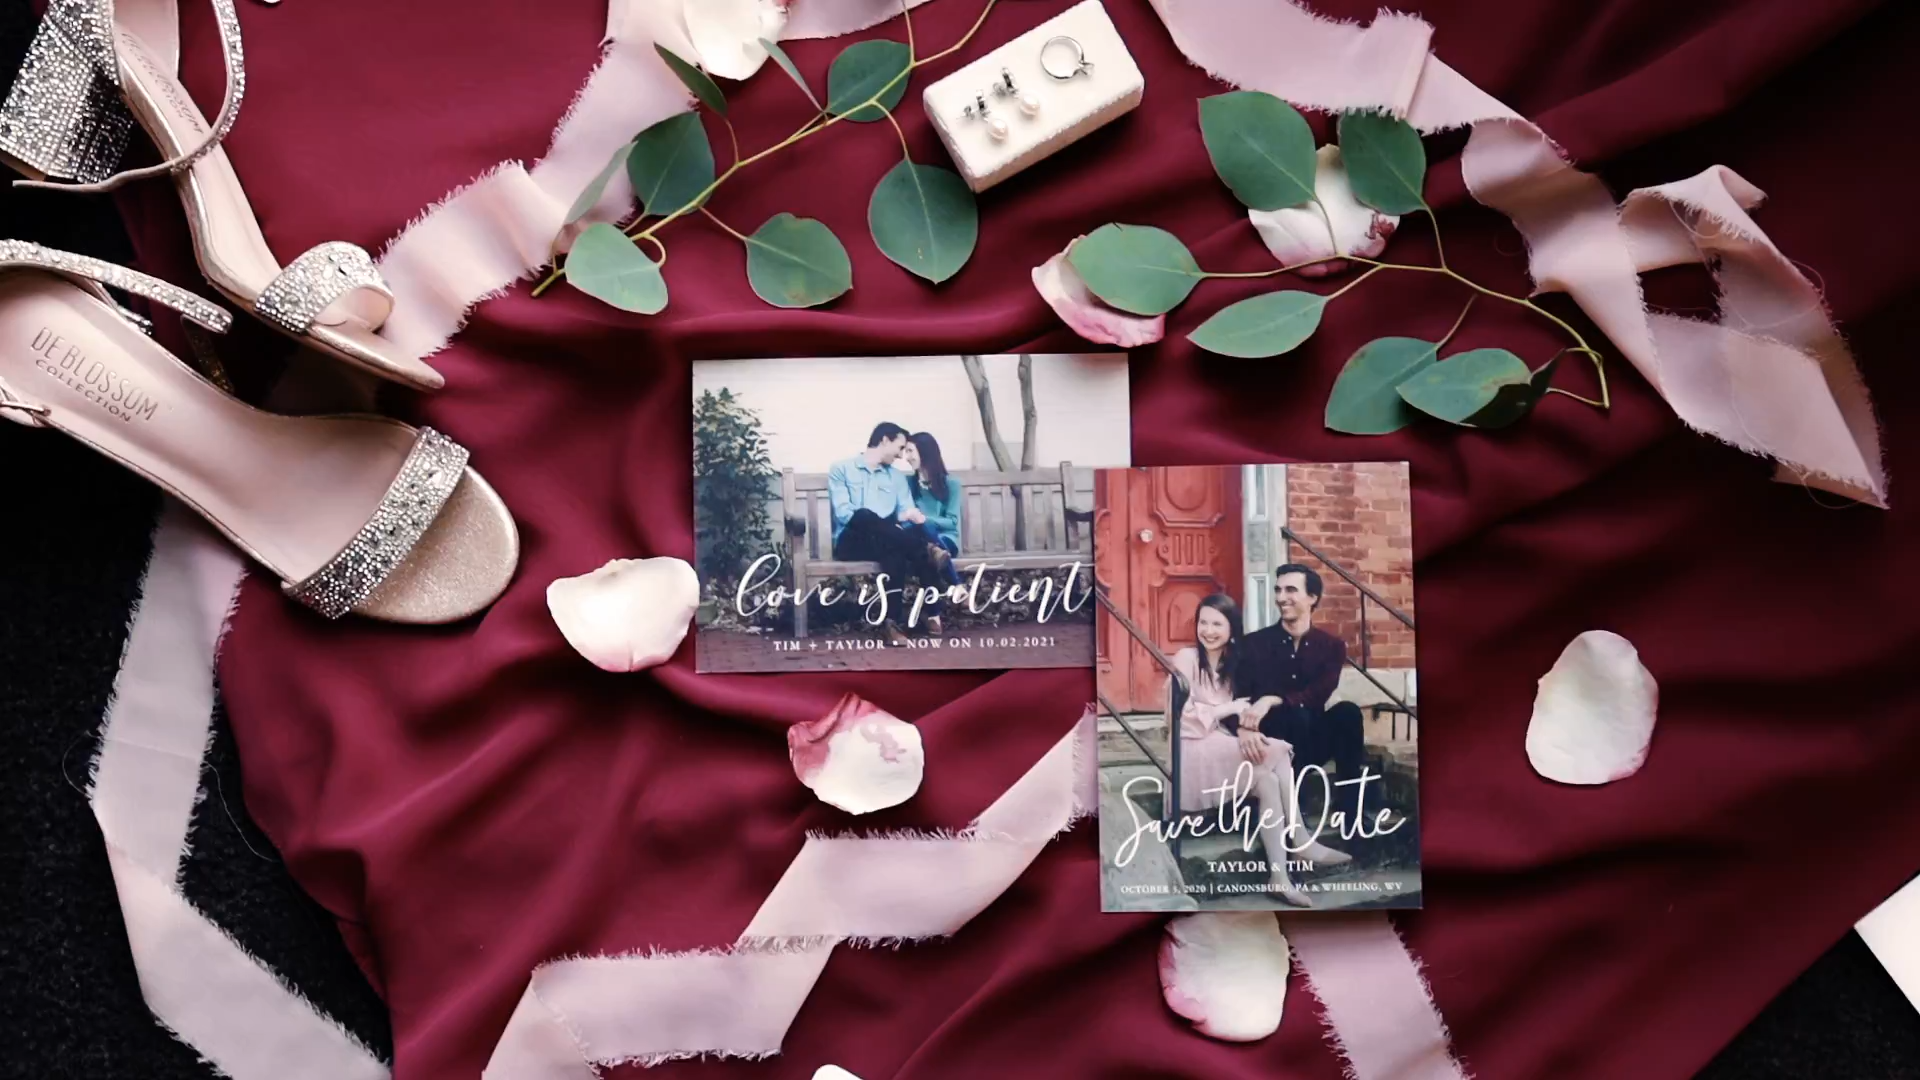 DE BLOSSOM
COLLECTION
love is patient
TIM + TAYLOR • NOW ON 10.02.2021
Save the Date
TAYLOR & TIM
OCTOBER 3, 2020 | CANONSBURG, PA & WHEELING, WV